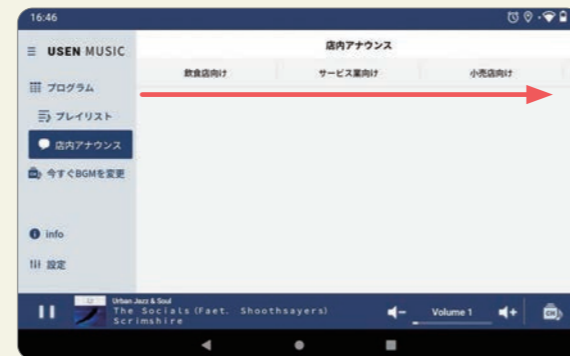 16:46
USEN MUSIC
店内アナウンス
飲食店向け サービス業向け 小売店向け
プログラム
プレイリスト
店内アナウンス
今すぐBGMを変更
info
設定
Urban Jazz & Soul
The Socials (Faet. Shoothsayers)
Scrimshire
Volume 1
CH